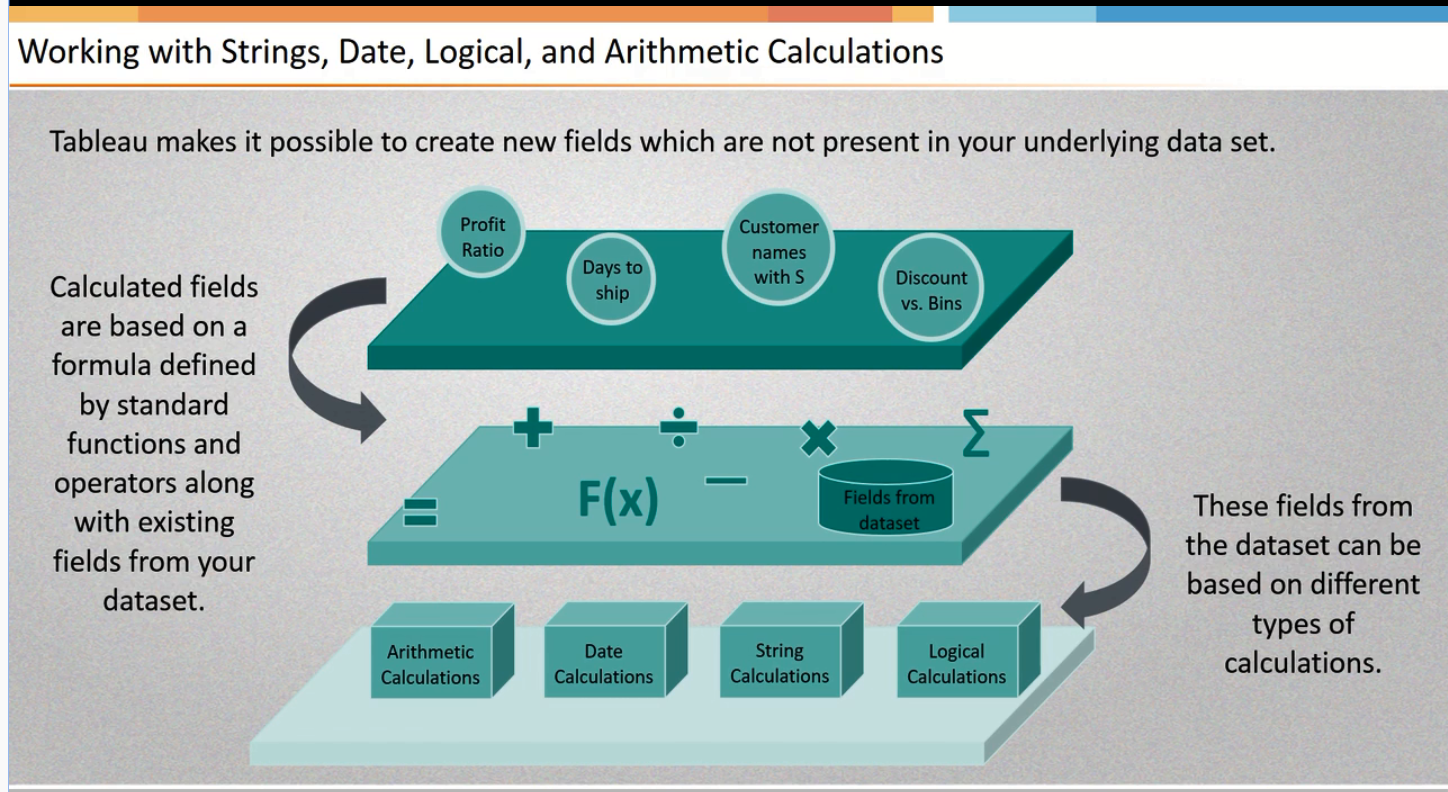 Working with Strings, Date, Logical, and Arithmetic Calculations
Tableau makes it possible to create new fields which are not present in your underlying data set.
Profit
Ratio
Days to
ship
Customer
names
with S
Discount
vs. Bins
Calculated fields
are based on a
formula defined
by standard
functions and
operators along
with existing
fields from your
dataset.
+ ÷ × Σ
= F(x) −
Fields from
dataset
These fields from
the dataset can be
based on different
types of
calculations.
Arithmetic
Calculations
Date
Calculations
String
Calculations
Logical
Calculations